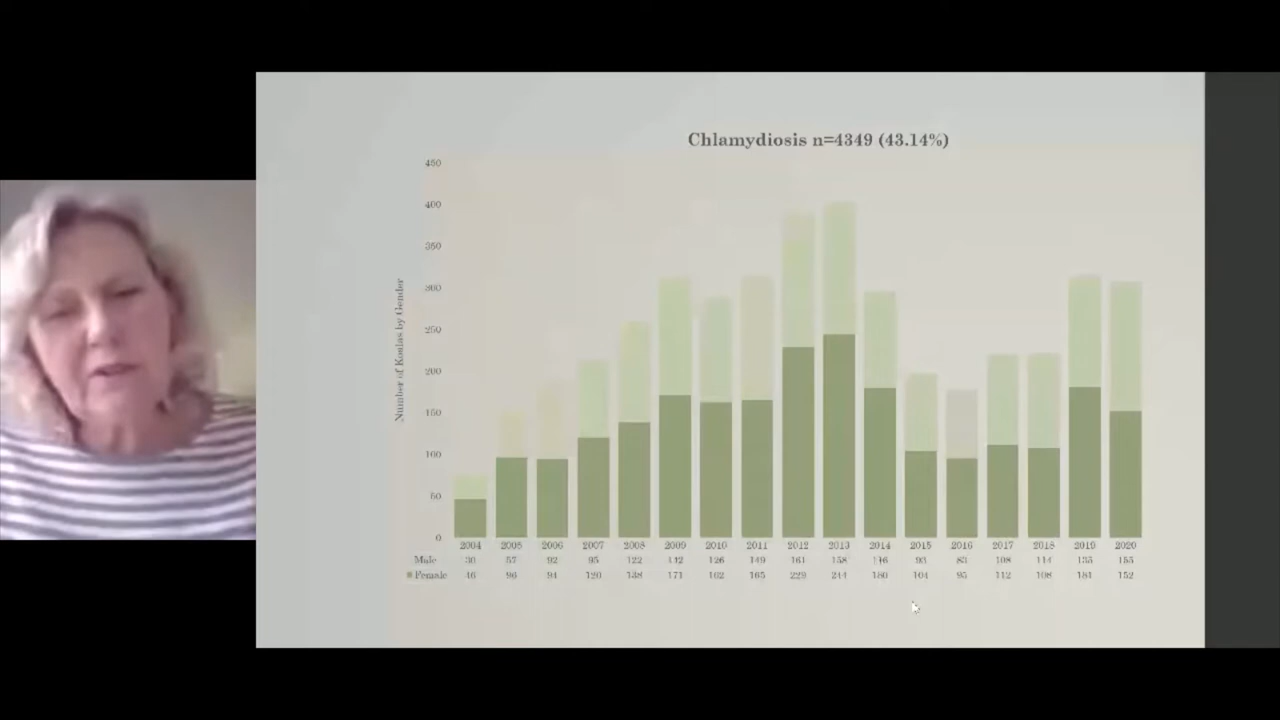 Chlamydiosis n=4349 (43.14%)
450
400
350
300
250
200
150
100
50
0
Number of Koalas by Gender
2004 2005 2006 2007 2008 2009 2010 2011 2012 2013 2014 2015 2016 2017 2018 2019 2020
Male 30 57 92 95 122 142 126 149 161 158 116 93 83 108 114 135 155
Female 46 96 94 120 138 171 162 165 229 244 180 104 95 112 108 181 152